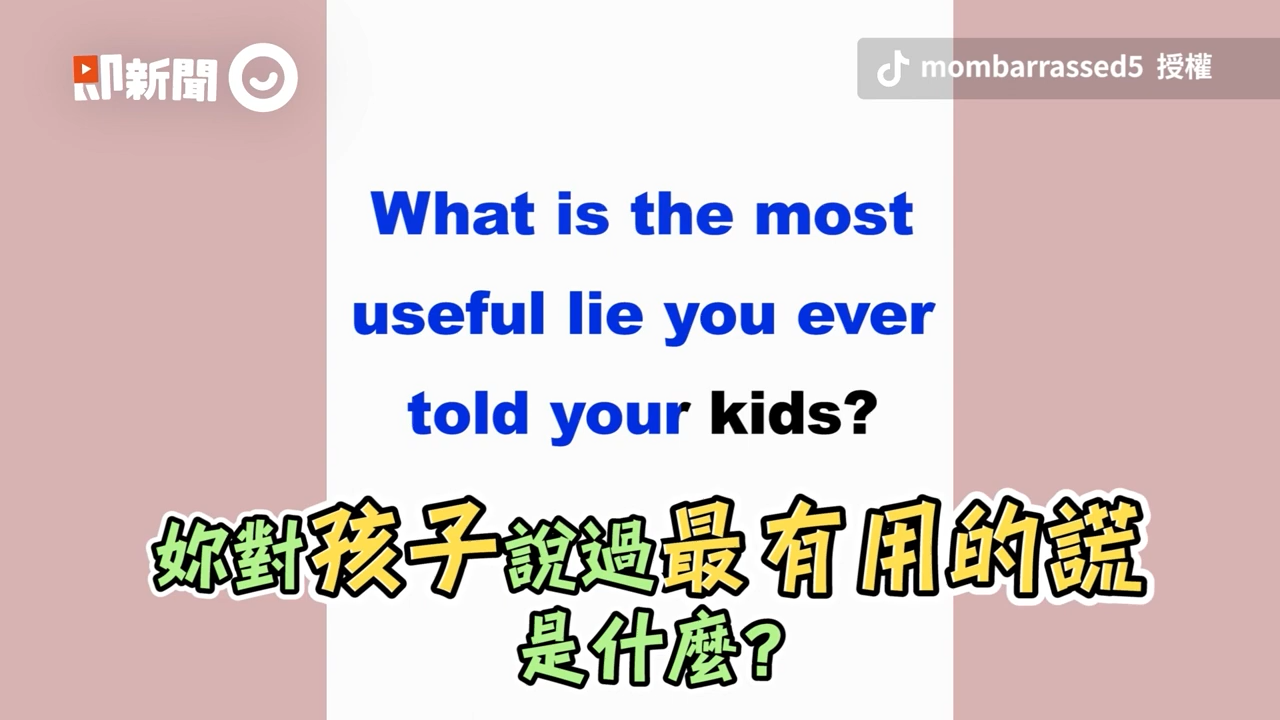 即新聞
mombarrassed5 授權
What is the most
useful lie you ever
told your kids?
妳對孩子說過最有用的謊
是什麼?